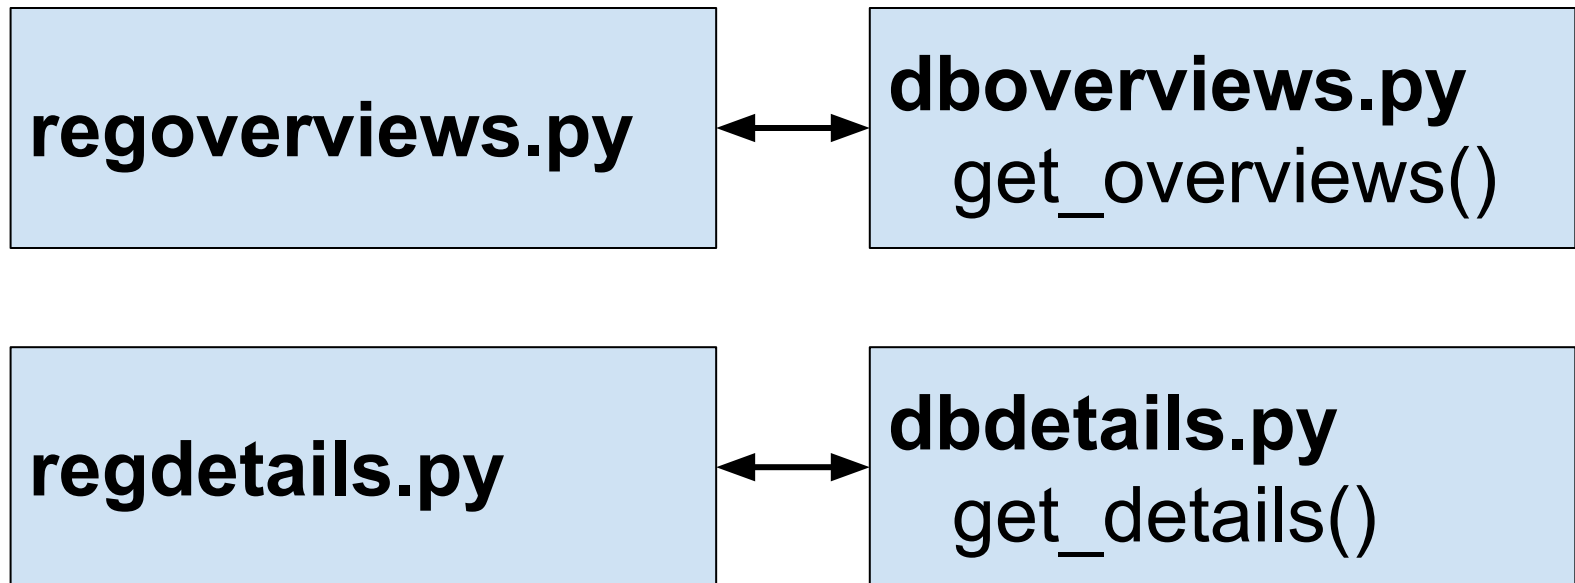 regoverviews.py
dboverviews.py
get_overviews()
regdetails.py
dbdetails.py
get_details()